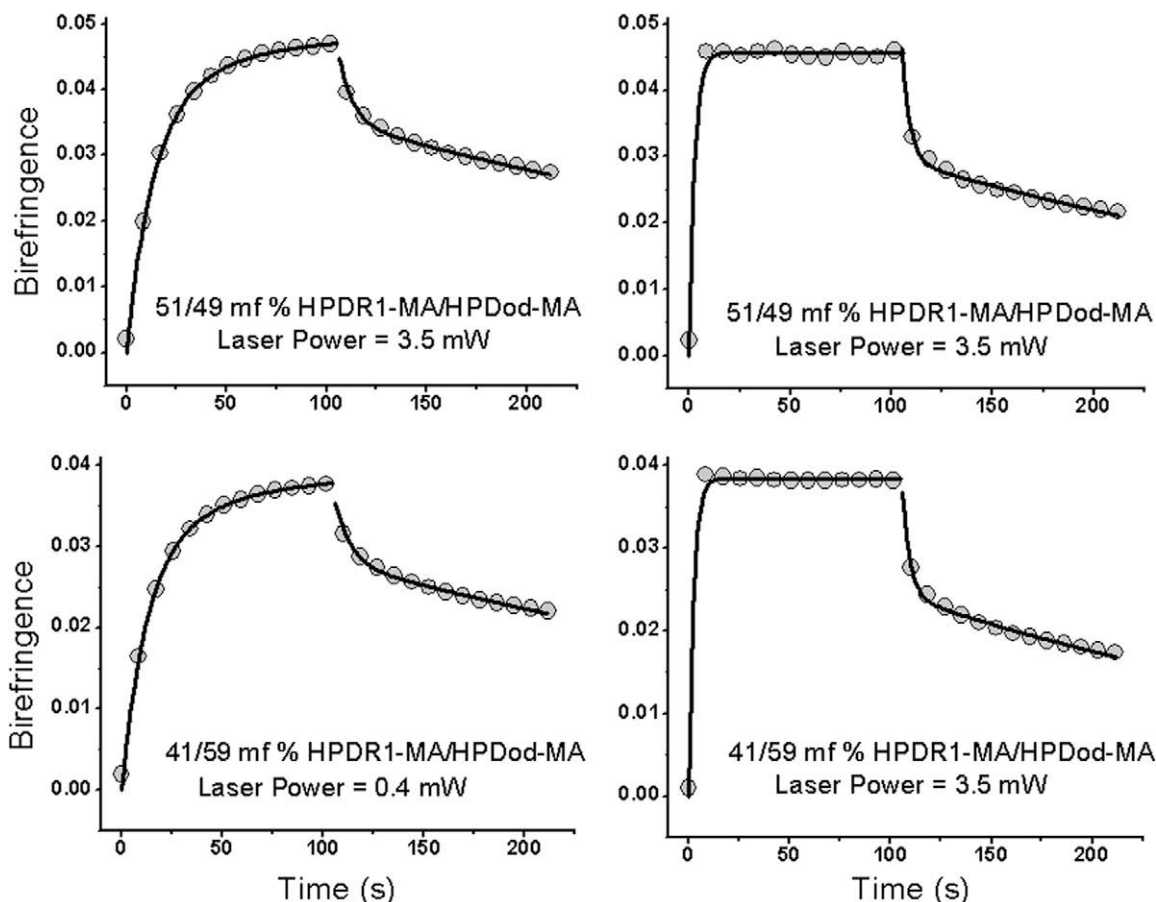 0.05
0.04
0.03
0.02
0.01
0.00
Birefringence
51/49 mf % HPDR1-MA/HPDod-MA
Laser Power = 3.5 mW
0 50 100 150 200
0.05
0.04
0.03
0.02
0.01
0.00
51/49 mf % HPDR1-MA/HPDod-MA
Laser Power = 3.5 mW
0 50 100 150 200
0.04
0.03
0.02
0.01
0.00
Birefringence
41/59 mf % HPDR1-MA/HPDod-MA
Laser Power = 0.4 mW
0 50 100 150 200
Time (s)
0.04
0.03
0.02
0.01
0.00
41/59 mf % HPDR1-MA/HPDod-MA
Laser Power = 3.5 mW
0 50 100 150 200
Time (s)